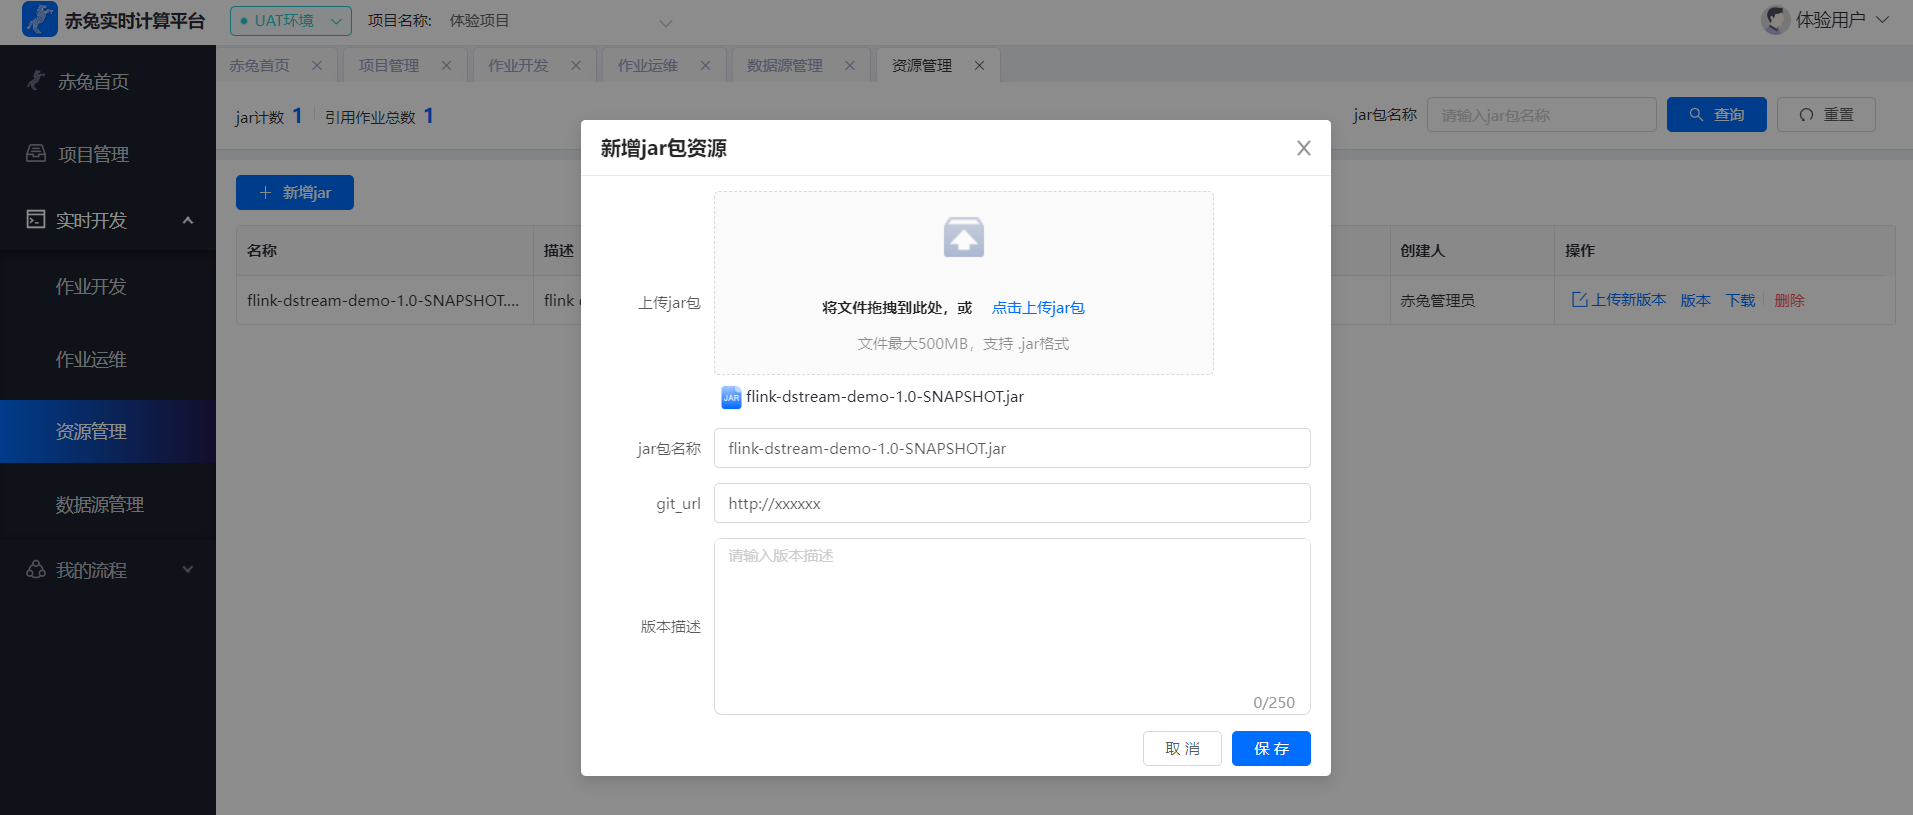 赤兔实时计算平台
UAT环境
项目名称: 体验项目
体验用户
赤兔首页
项目管理
作业开发
作业运维
数据源管理
资源管理
赤兔首页
项目管理
实时开发
作业开发
作业运维
资源管理
数据源管理
我的流程
jar计数 1 引用作业总数 1
jar包名称 请输入jar包名称 查询 重置
新增jar
名称 描述 创建人 操作
flink-dstream-demo-1.0-SNAPSHOT.... flink 赤兔管理员 上传新版本 版本 下载 删除
新增jar包资源
上传jar包
将文件拖拽到此处，或 点击上传jar包
文件最大500MB，支持 .jar格式
JAR flink-dstream-demo-1.0-SNAPSHOT.jar
jar包名称 flink-dstream-demo-1.0-SNAPSHOT.jar
git_url http://xxxxxx
版本描述 请输入版本描述
0/250
取 消 保 存